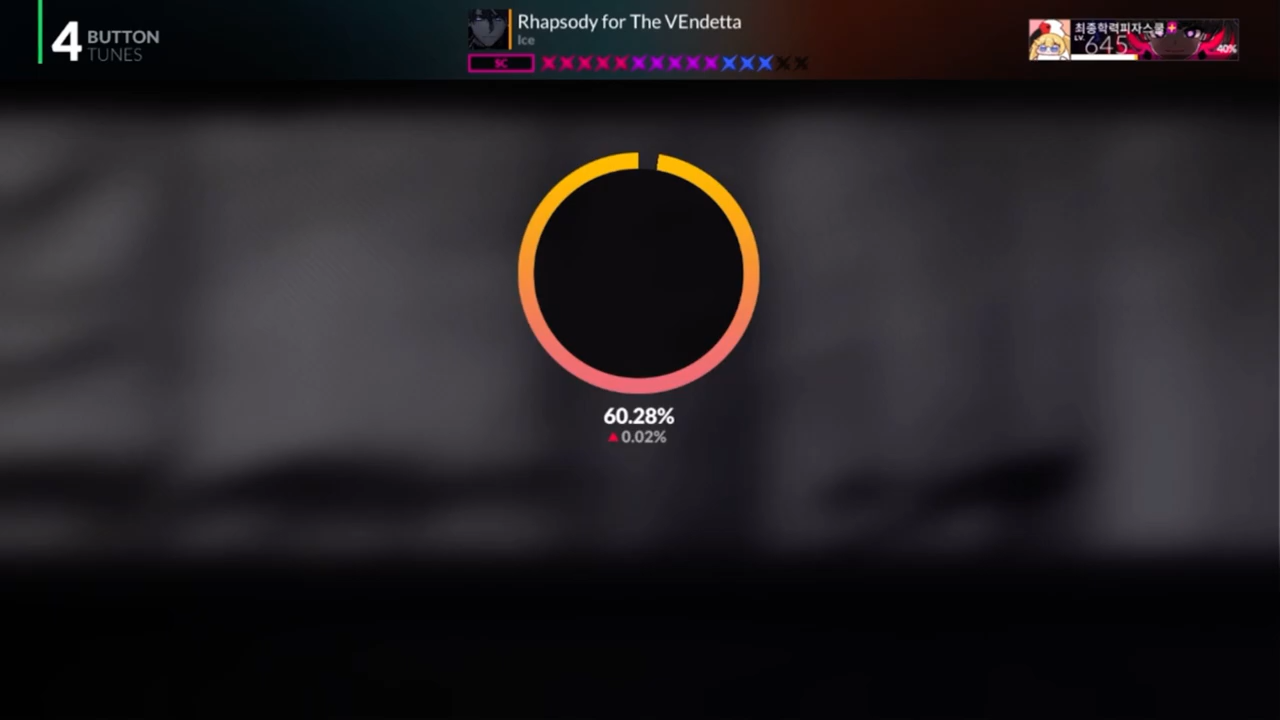 4 BUTTON
TUNES
Rhapsody for The VEndetta
Ice
SC
최종학력피자스쿨
LV. 645
40%
60.28%
▲ 0.02%